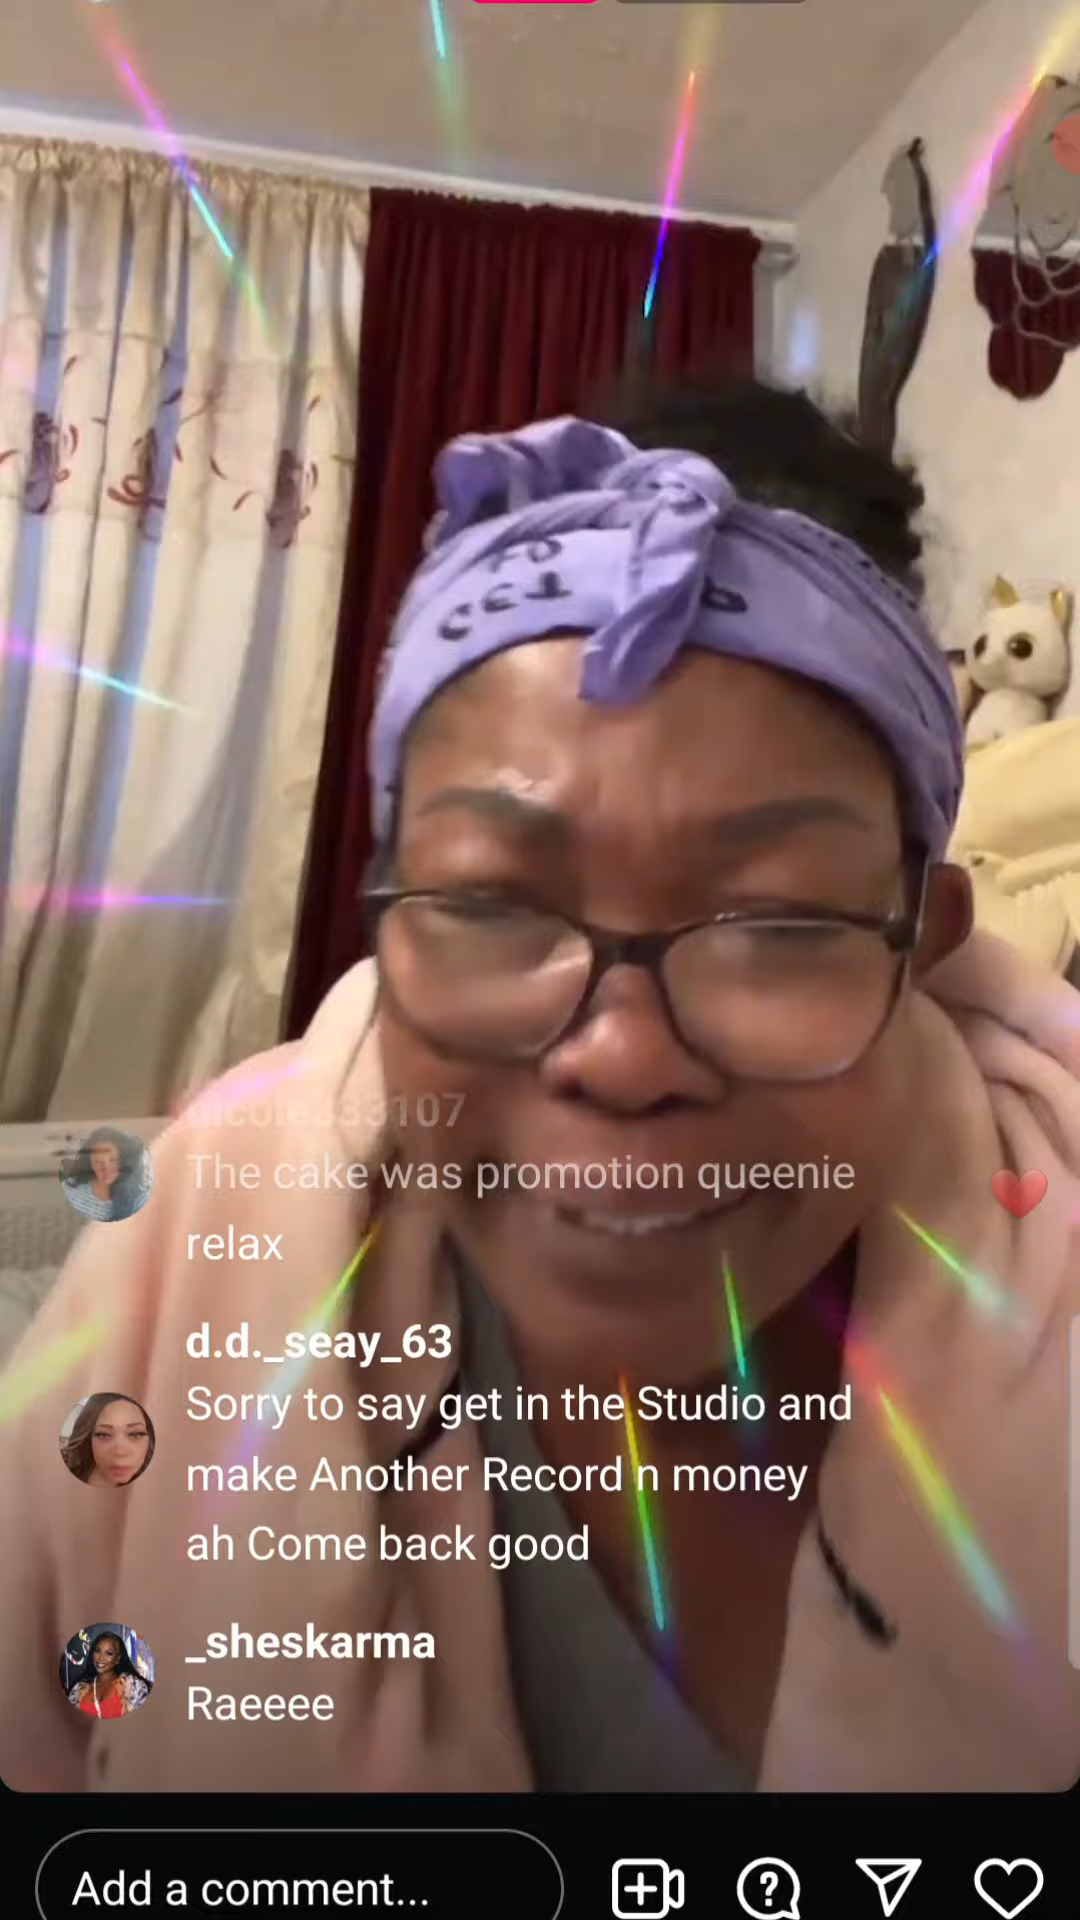 The cake was promotion queenie
relax
d.d._seay_63
Sorry to say get in the Studio and
make Another Record n money
ah Come back good
_sheskarma
Raeeee
Add a comment...